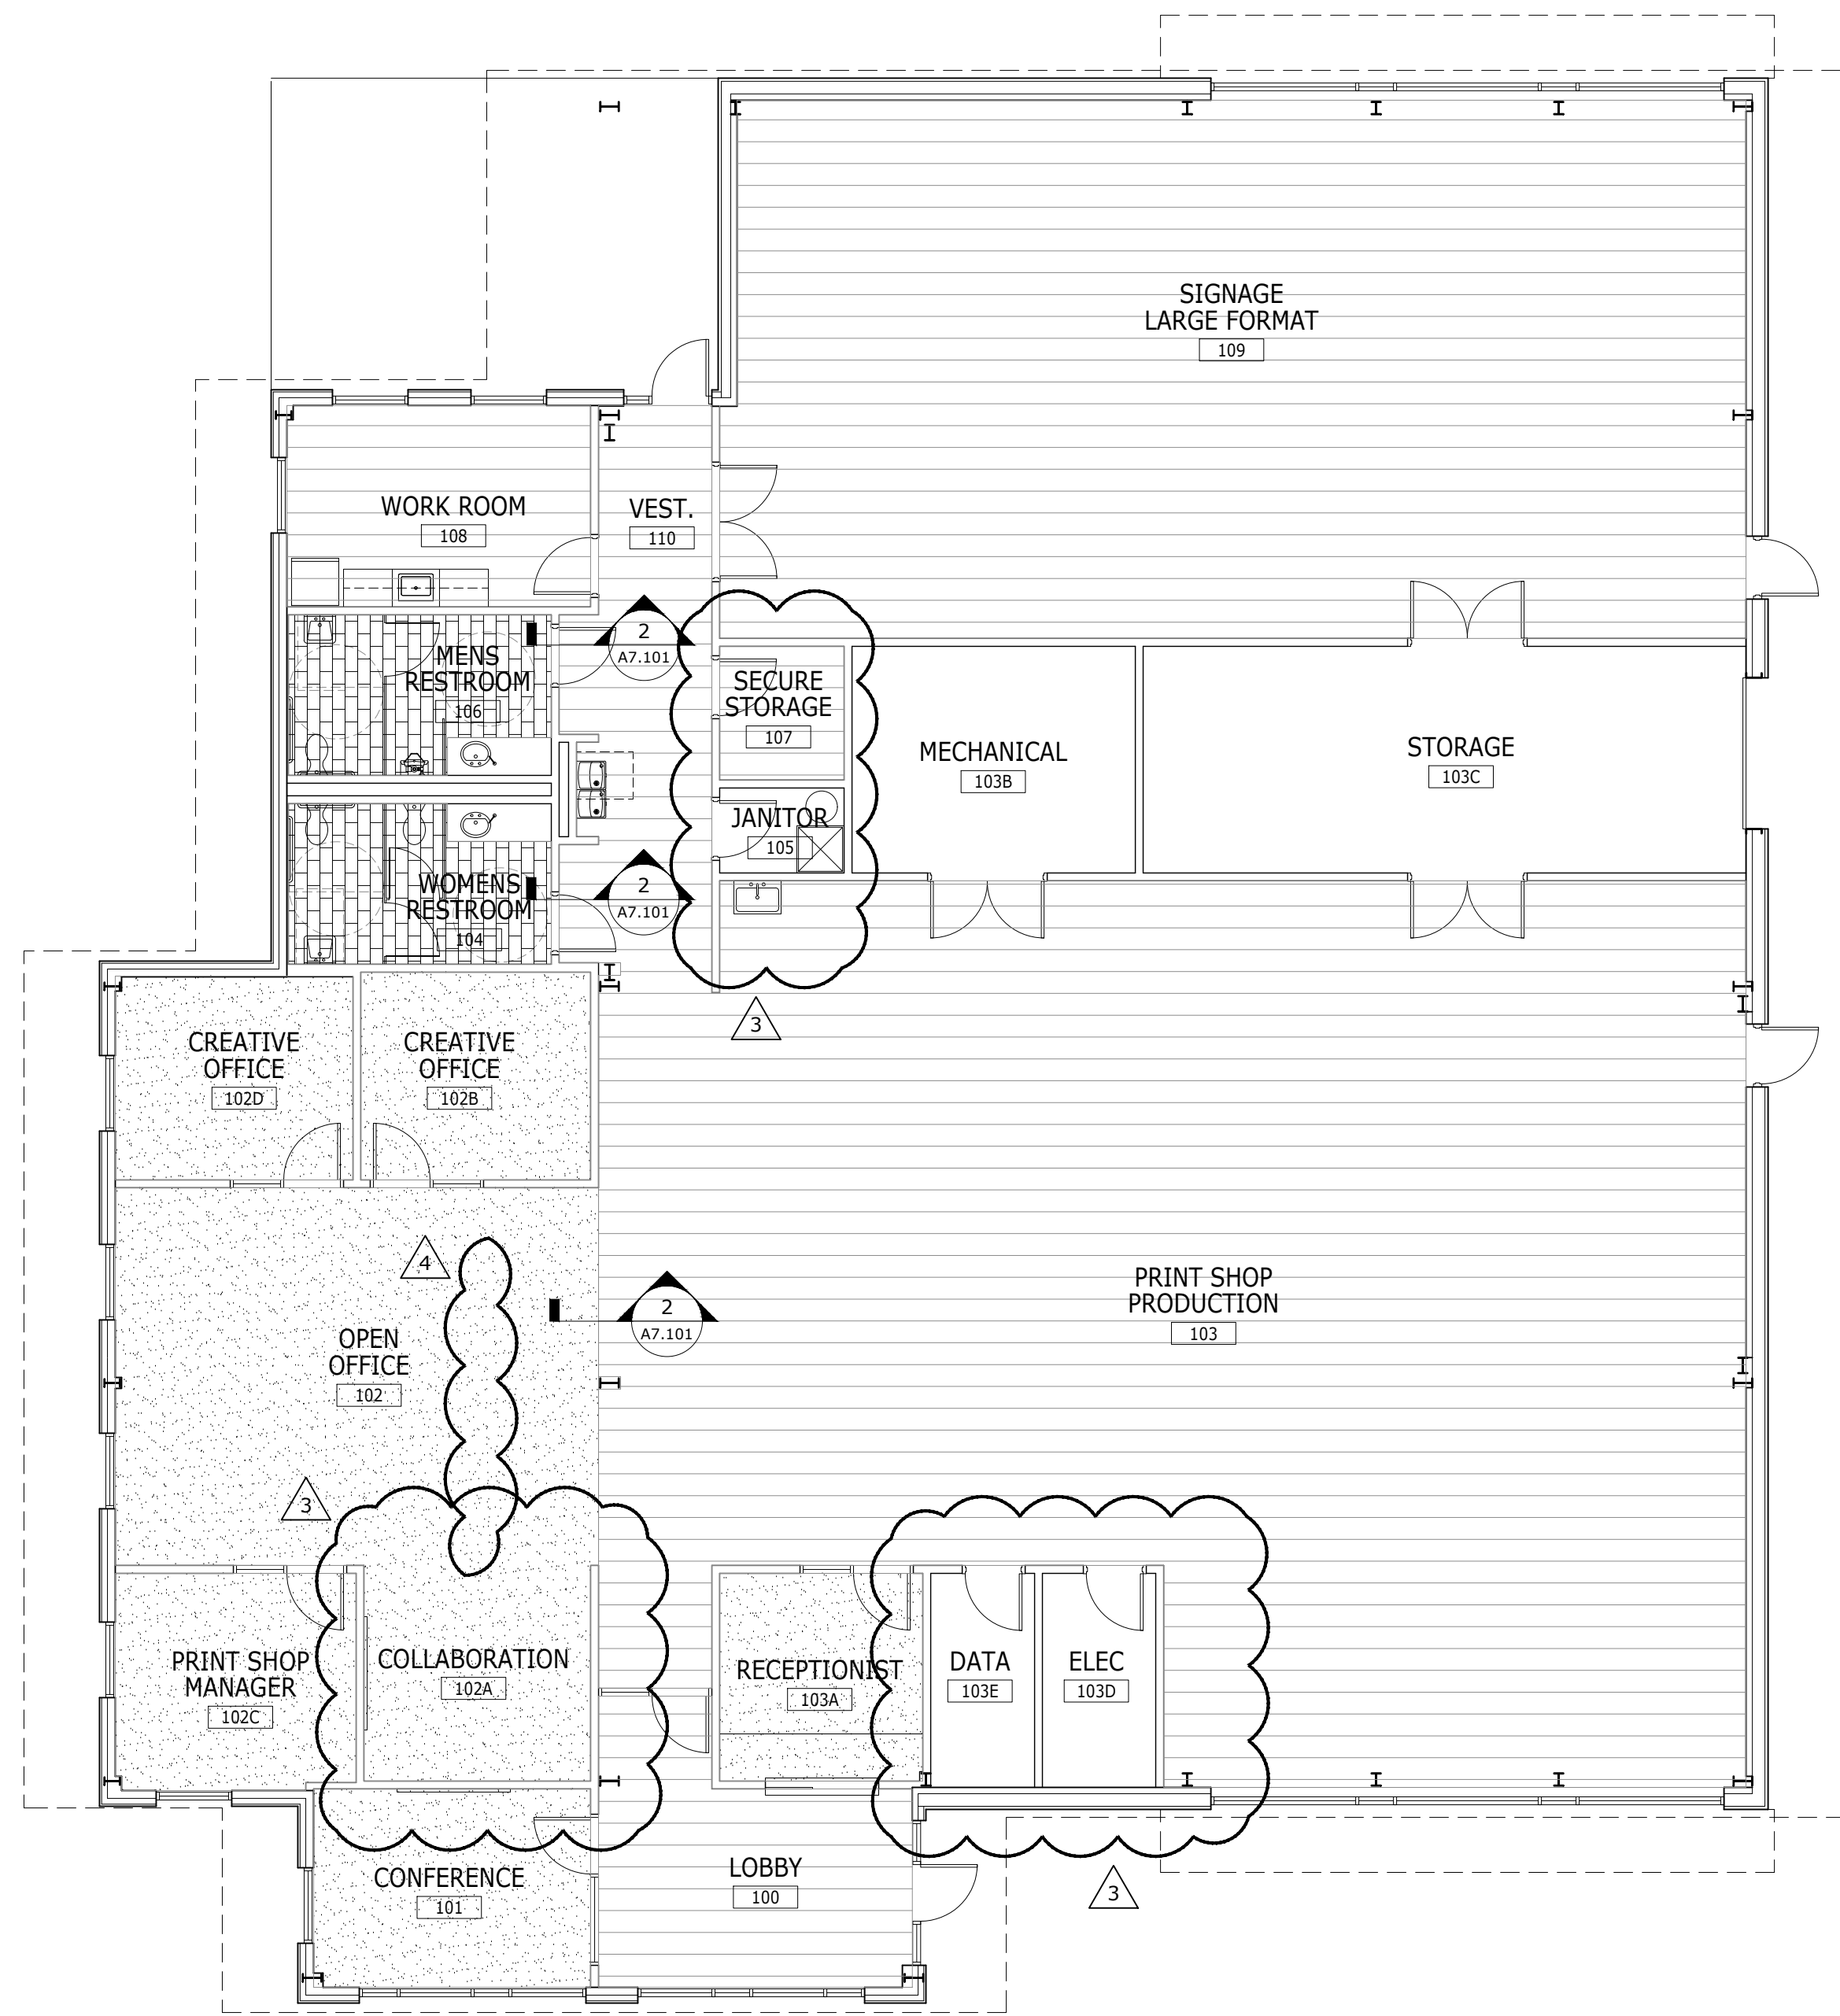 SIGNAGE
LARGE FORMAT
109
WORK ROOM
108
VEST.
110
2
A7.101
MENS
RESTROOM
106
SECURE
STORAGE
107
MECHANICAL
103B
STORAGE
103C
JANITOR
105
2
A7.101
WOMENS
RESTROOM
104
3
CREATIVE
OFFICE
102D
CREATIVE
OFFICE
102B
4
2
A7.101
PRINT SHOP
PRODUCTION
103
OPEN
OFFICE
102
3
PRINT SHOP
MANAGER
102C
COLLABORATION
102A
RECEPTIONIST
103A
DATA
103E
ELEC
103D
CONFERENCE
101
LOBBY
100
3